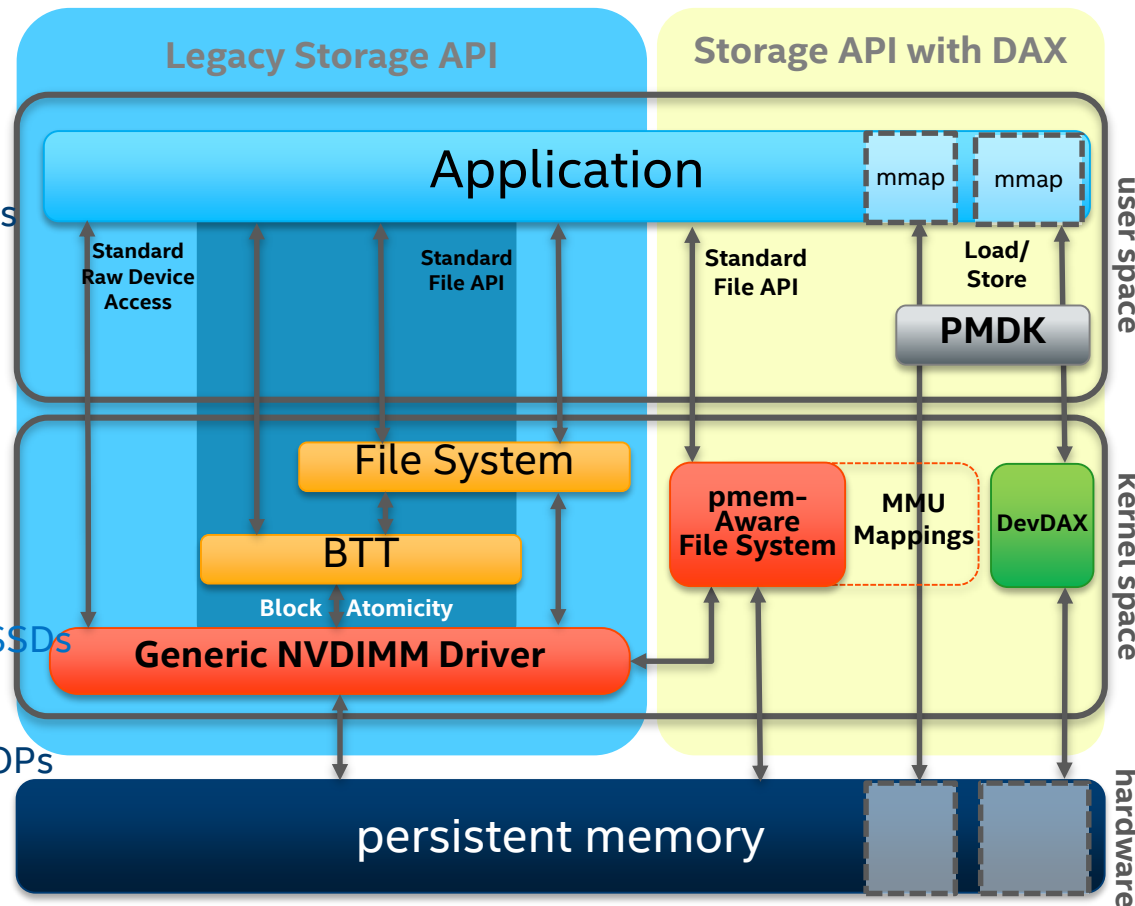 Legacy Storage API
Storage API with DAX
Application
mmap
mmap
user space
s
Standard
Raw Device
Access
Standard
File API
Standard
File API
Load/
Store
PMDK
File System
BTT
Block Atomicity
pmem-
Aware
File System
MMU
Mappings
DevDAX
Kernel space
SSDs
Generic NVDIMM Driver
OPs
persistent memory
hardware